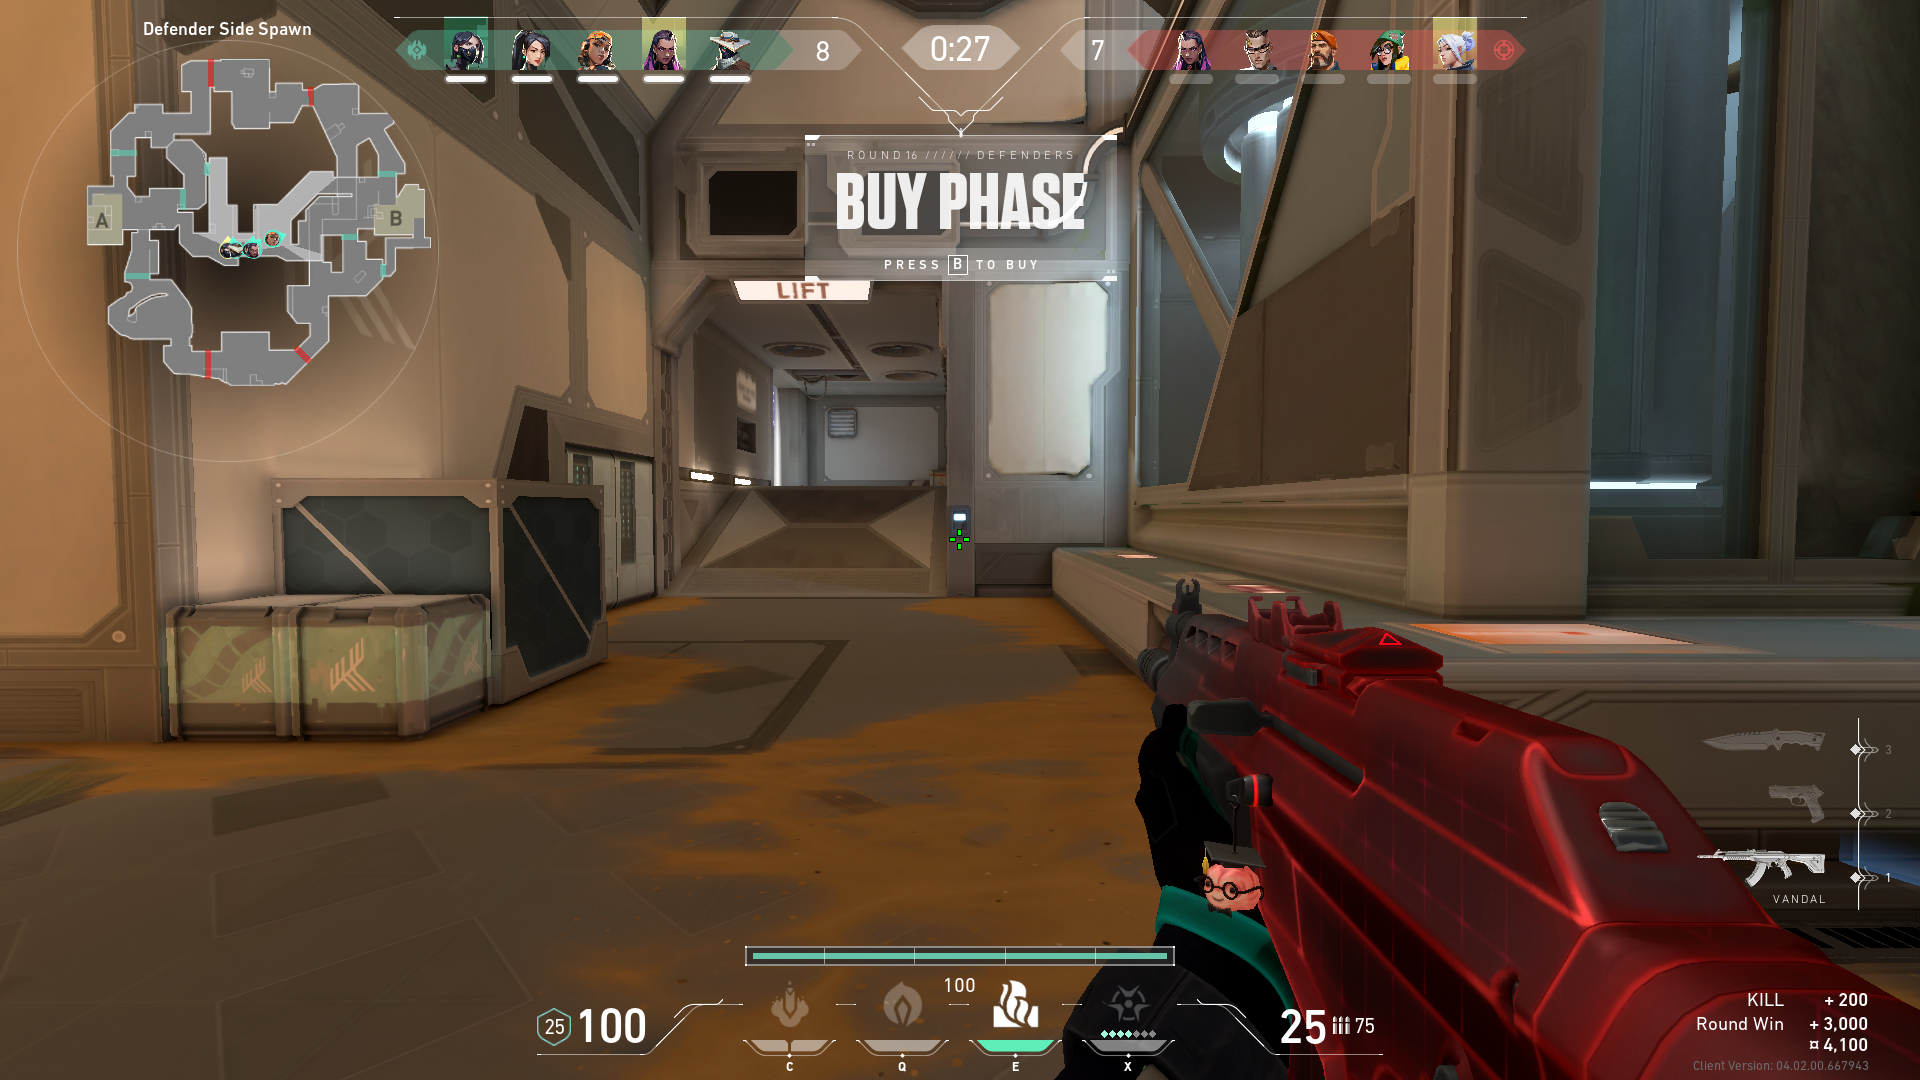 Defender Side Spawn
8
0:27
7
ROUND 16 ////// DEFENDERS
BUY PHASE
PRESS B TO BUY
LIFT
A
B
3
2
1
VANDAL
100
25
100
25
75
C
Q
E
X
KILL + 200
Round Win + 3,000
¤ 4,100
Client Version: 04.02.00.667943